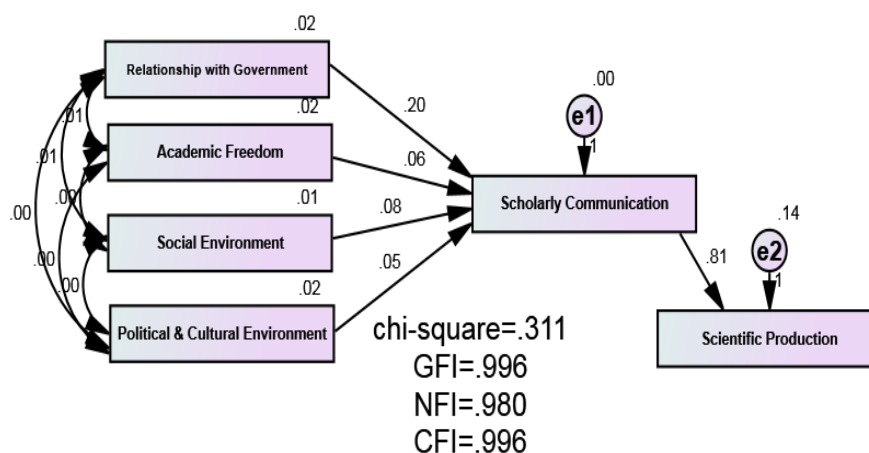 .02
Relationship with Government
.00
.02
.20
e1
1
.01
Academic Freedom
.06
.01
.01
Scholarly Communication
.00
.08
.00
Social Environment
.14
.81
e2
.00
.02
.05
1
.00
Political & Cultural Environment
Scientific Production
chi-square=.311
GFI=.996
NFI=.980
CFI=.996